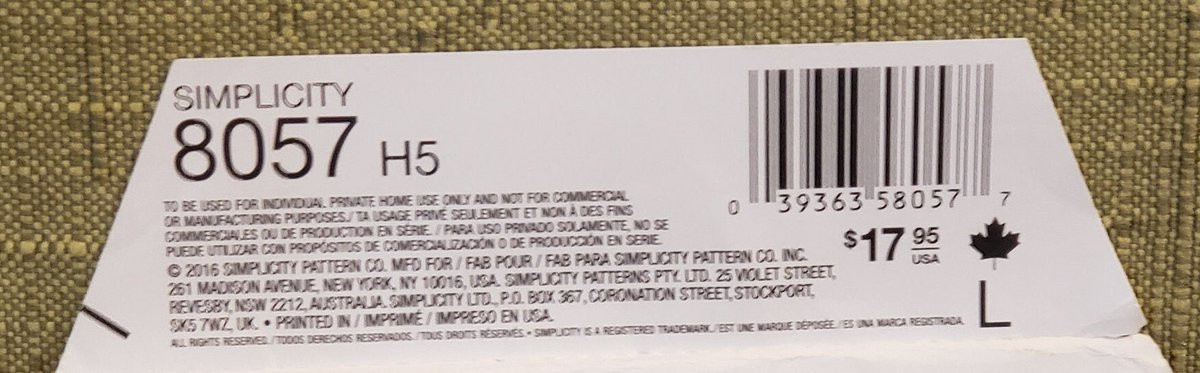 SIMPLICITY
8057 H5
TO BE USED FOR INDIVIDUAL PRIVATE HOME USE ONLY AND NOT FOR COMMERCIAL
OR MANUFACTURING PURPOSES./ TA USAGE PRIVÉ SEULEMENT ET NON À DES FINS
COMMERCIALES OU DE PRODUCTION EN SÉRIE. / PARA USO PRIVADO SOLAMENTE, NO SE
PUEDE UTILIZAR CON PROPÓSITOS DE COMERCIALIZACIÓN O DE PRODUCCIÓN EN SERIE.
© 2016 SIMPLICITY PATTERN CO. MFD FOR / FAB POUR / FAB PARA SIMPLICITY PATTERN CO. INC.
261 MADISON AVENUE, NEW YORK, NY 10016, USA. SIMPLICITY PATTERNS PTY. LTD. 25 VIOLET STREET,
REVESBY, NSW 2212, AUSTRALIA. SIMPLICITY LTD., P.O. BOX 367, CORONATION STREET, STOCKPORT,
SK5 7WZ, UK. • PRINTED IN / IMPRIMÉ / IMPRESO EN USA.
ALL RIGHTS RESERVED./TODOS DERECHOS RESERVADOS./TOUS DROITS RÉSERVÉS. • SIMPLICITY IS A REGISTERED TRADEMARK./EST UNE MARQUE DÉPOSÉE./ES UNA MARCA REGISTRADA.
0 39363 58057 7
$17 95 USA
L